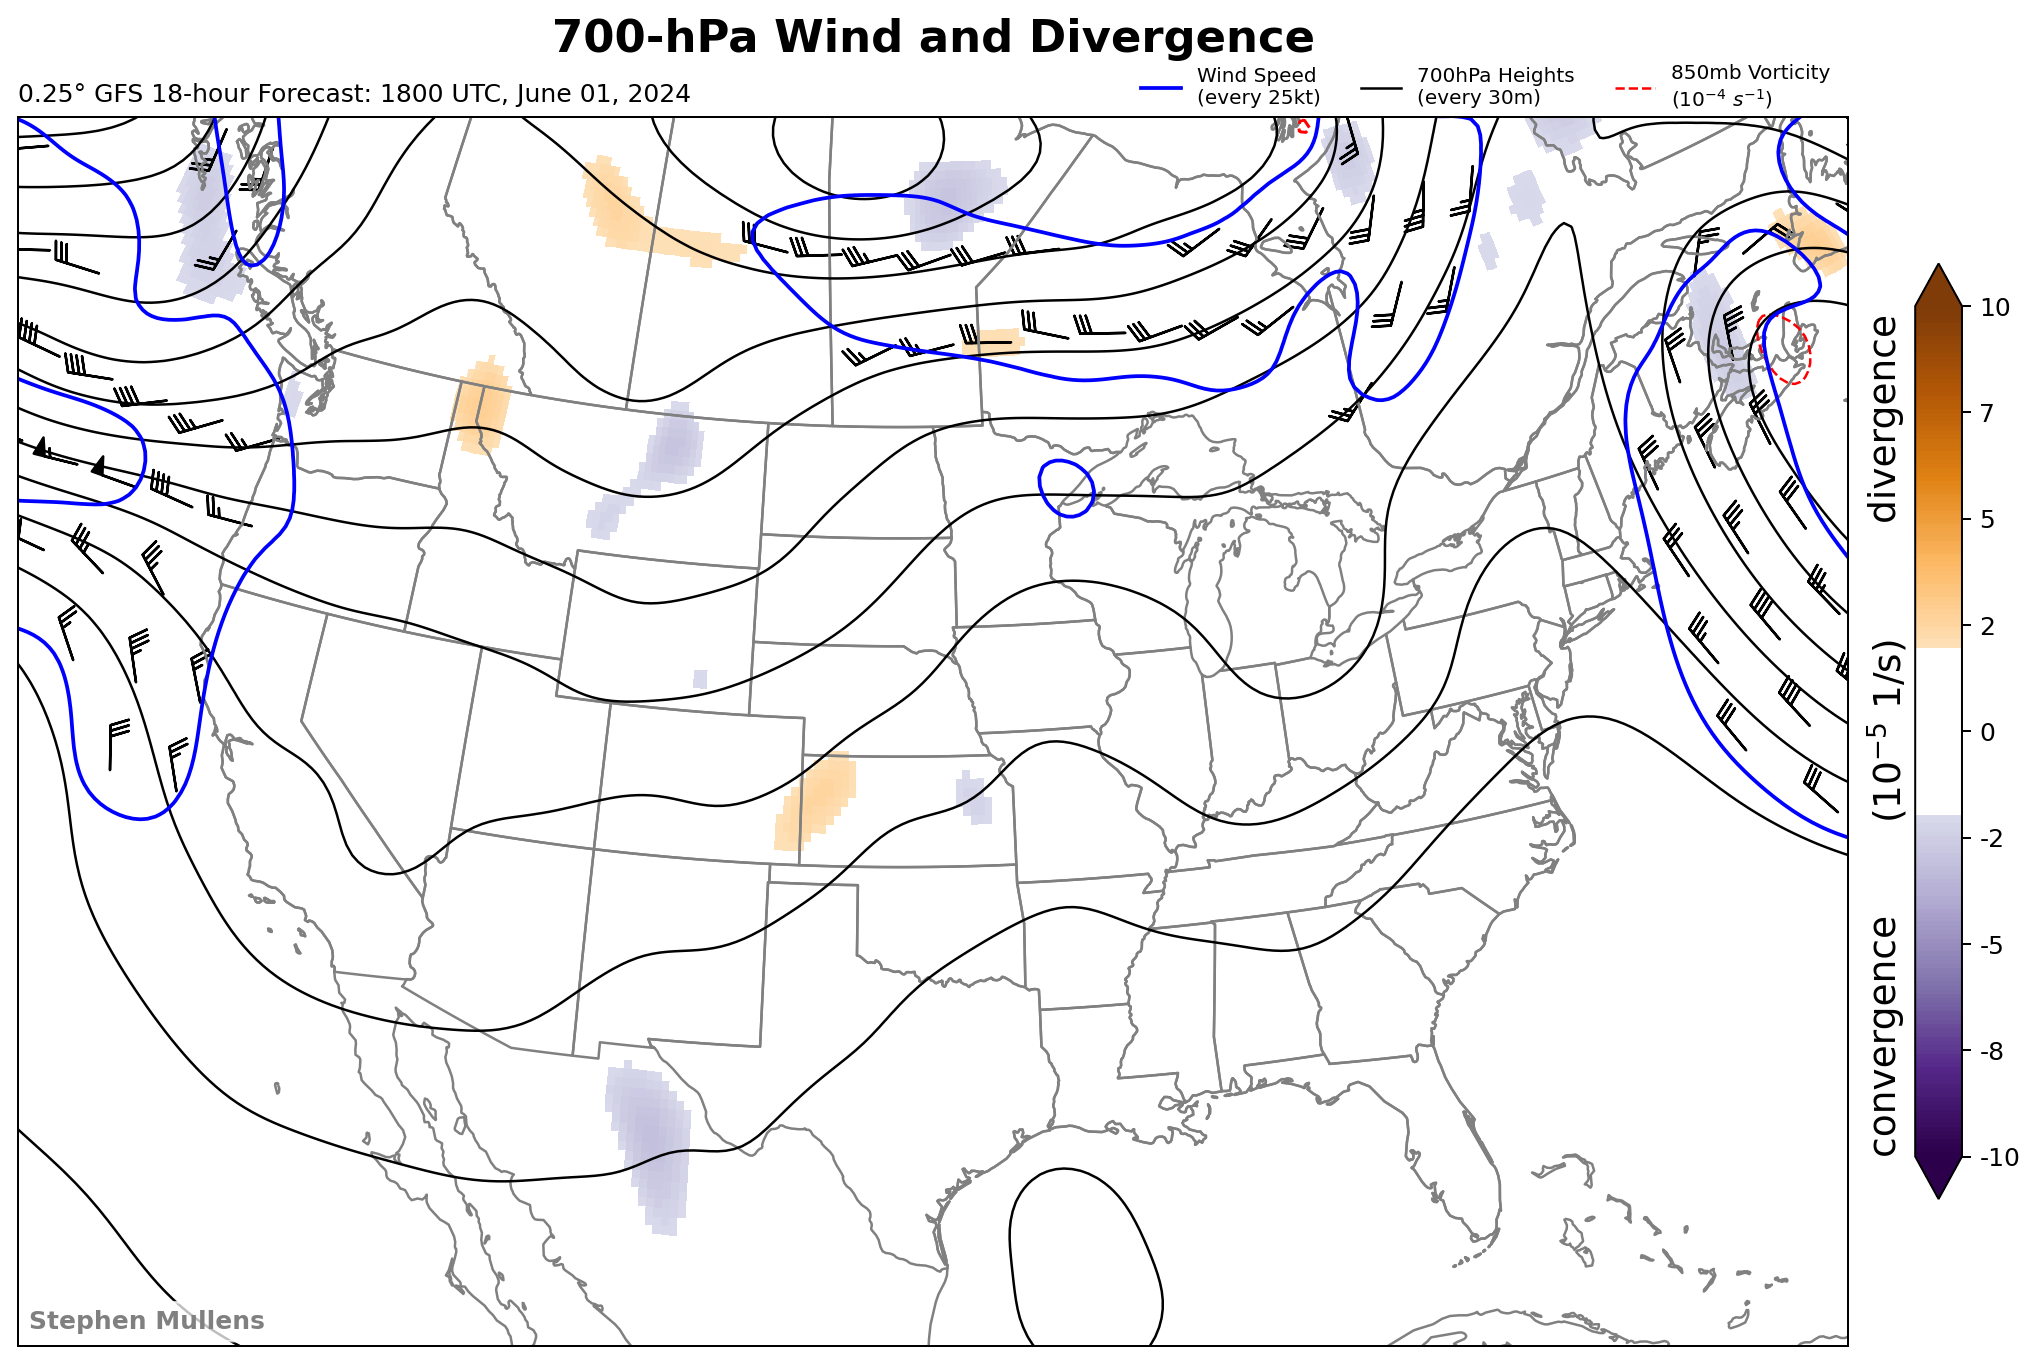 700-hPa Wind and Divergence
0.25° GFS 18-hour Forecast: 1800 UTC, June 01, 2024
Wind Speed
(every 25kt)
700hPa Heights
(every 30m)
850mb Vorticity
(10⁻⁴ s⁻¹)
10
7
5
2
0
-2
-5
-8
-10
convergence (10⁻⁵ 1/s) divergence
Stephen Mullens